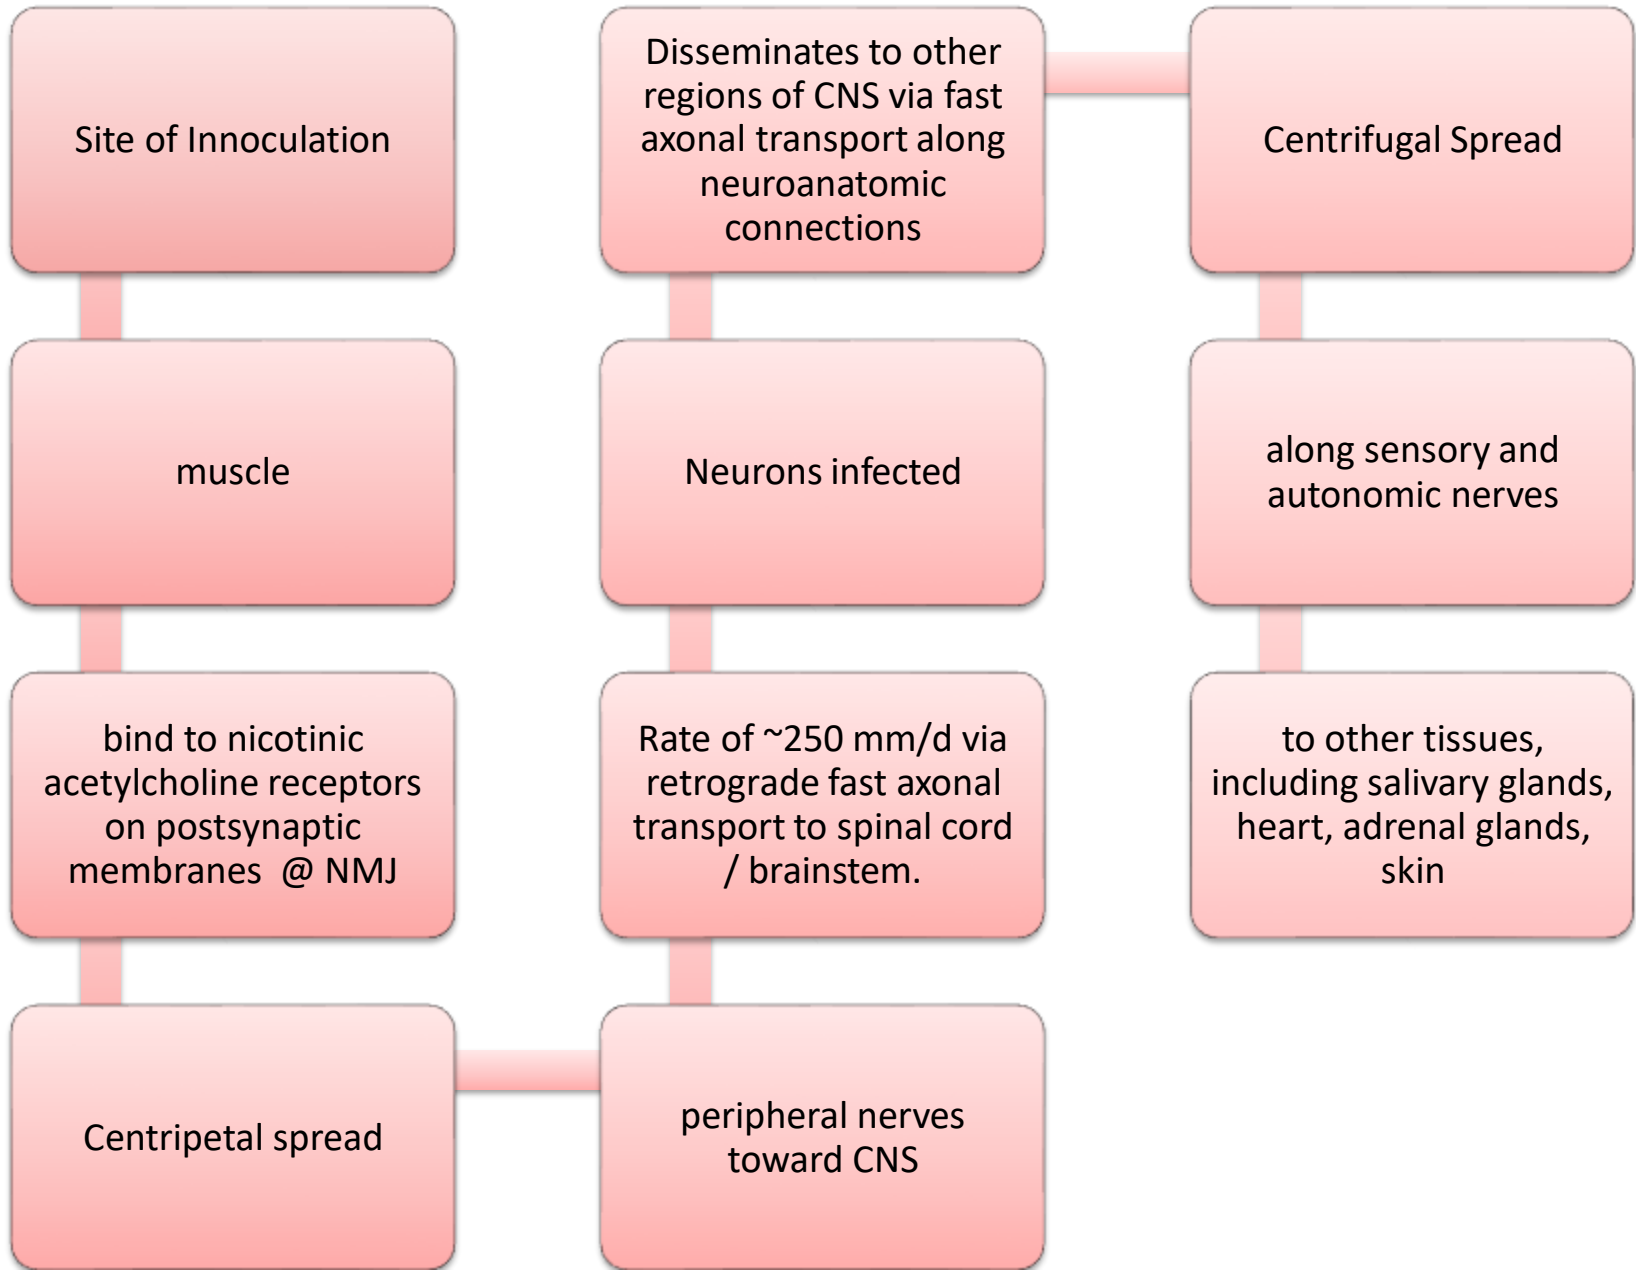 Site of Innoculation
muscle
bind to nicotinic
acetylcholine receptors
on postsynaptic
membranes @ NMJ
Centripetal spread
peripheral nerves
toward CNS
Rate of ~250 mm/d via
retrograde fast axonal
transport to spinal cord
/ brainstem.
Neurons infected
Disseminates to other
regions of CNS via fast
axonal transport along
neuroanatomic
connections
Centrifugal Spread
along sensory and
autonomic nerves
to other tissues,
including salivary glands,
heart, adrenal glands,
skin